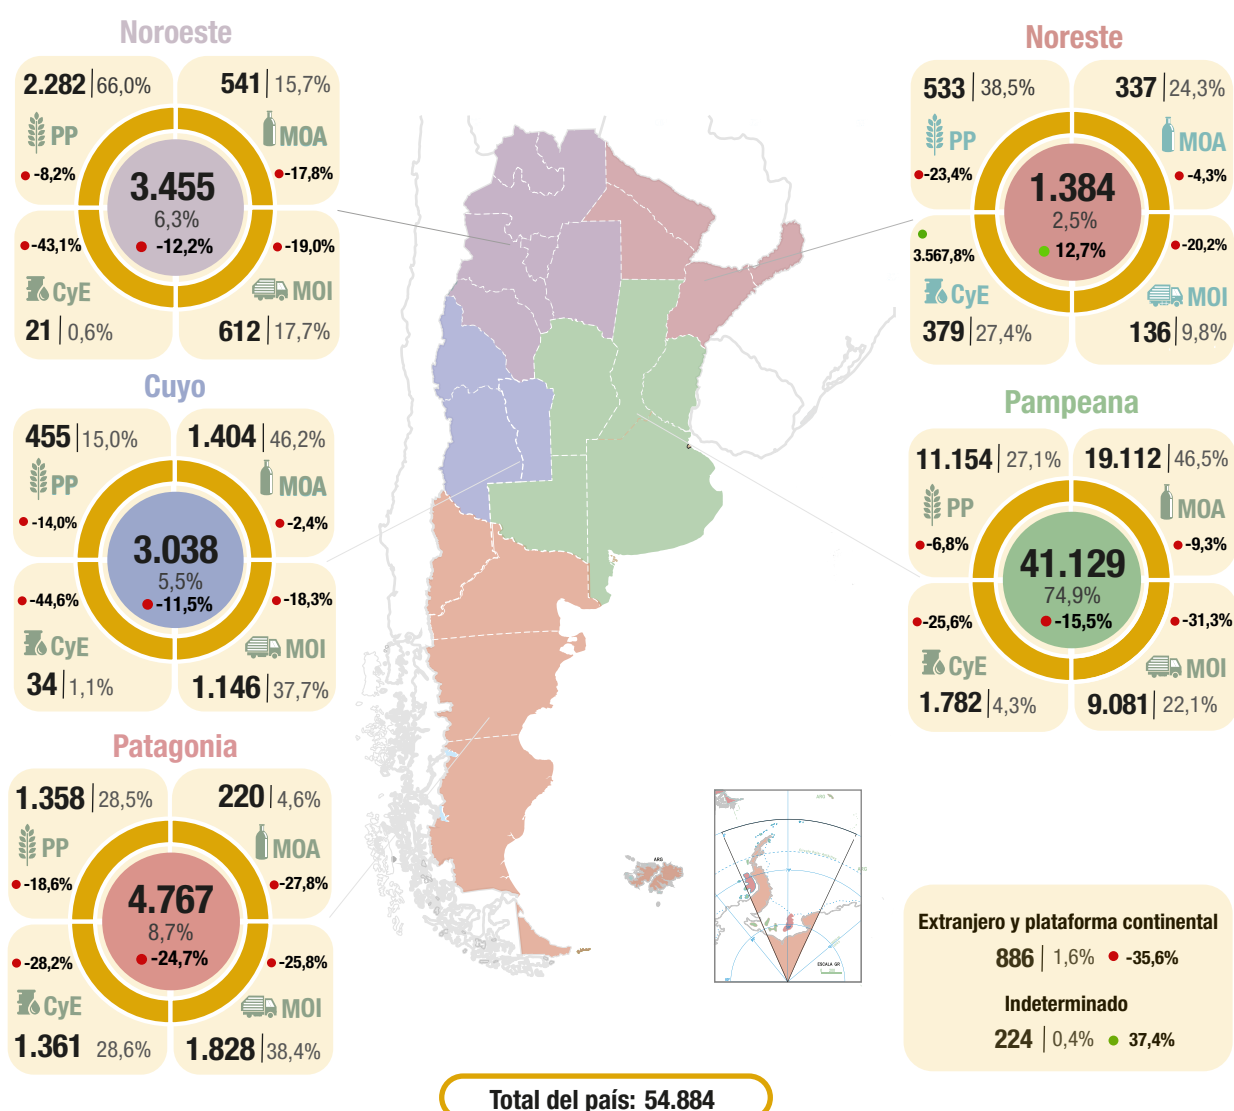 Noroeste
2.282 66,0%
541 15,7%
PP
MOA
-8,2%
-17,8%
3.455
6,3%
-12,2%
-43,1%
-19,0%
CyE
MOI
21 0,6%
612 17,7%
Noreste
533 38,5%
337 24,3%
PP
MOA
-23,4%
-4,3%
1.384
2,5%
12,7%
3.567,8%
-20,2%
CyE
MOI
379 27,4%
136 9,8%
Cuyo
455 15,0%
1.404 46,2%
PP
MOA
-14,0%
-2,4%
3.038
5,5%
-11,5%
-44,6%
-18,3%
CyE
MOI
34 1,1%
1.146 37,7%
Pampeana
11.154 27,1%
19.112 46,5%
PP
MOA
-6,8%
-9,3%
41.129
74,9%
-15,5%
-25,6%
-31,3%
CyE
MOI
1.782 4,3%
9.081 22,1%
Patagonia
1.358 28,5%
220 4,6%
PP
MOA
-18,6%
-27,8%
4.767
8,7%
-24,7%
-28,2%
-25,8%
CyE
MOI
1.361 28,6%
1.828 38,4%
ARG
ESCALA GR
Extranjero y plataforma continental
886 1,6% -35,6%
Indeterminado
224 0,4% 37,4%
Total del país: 54.884